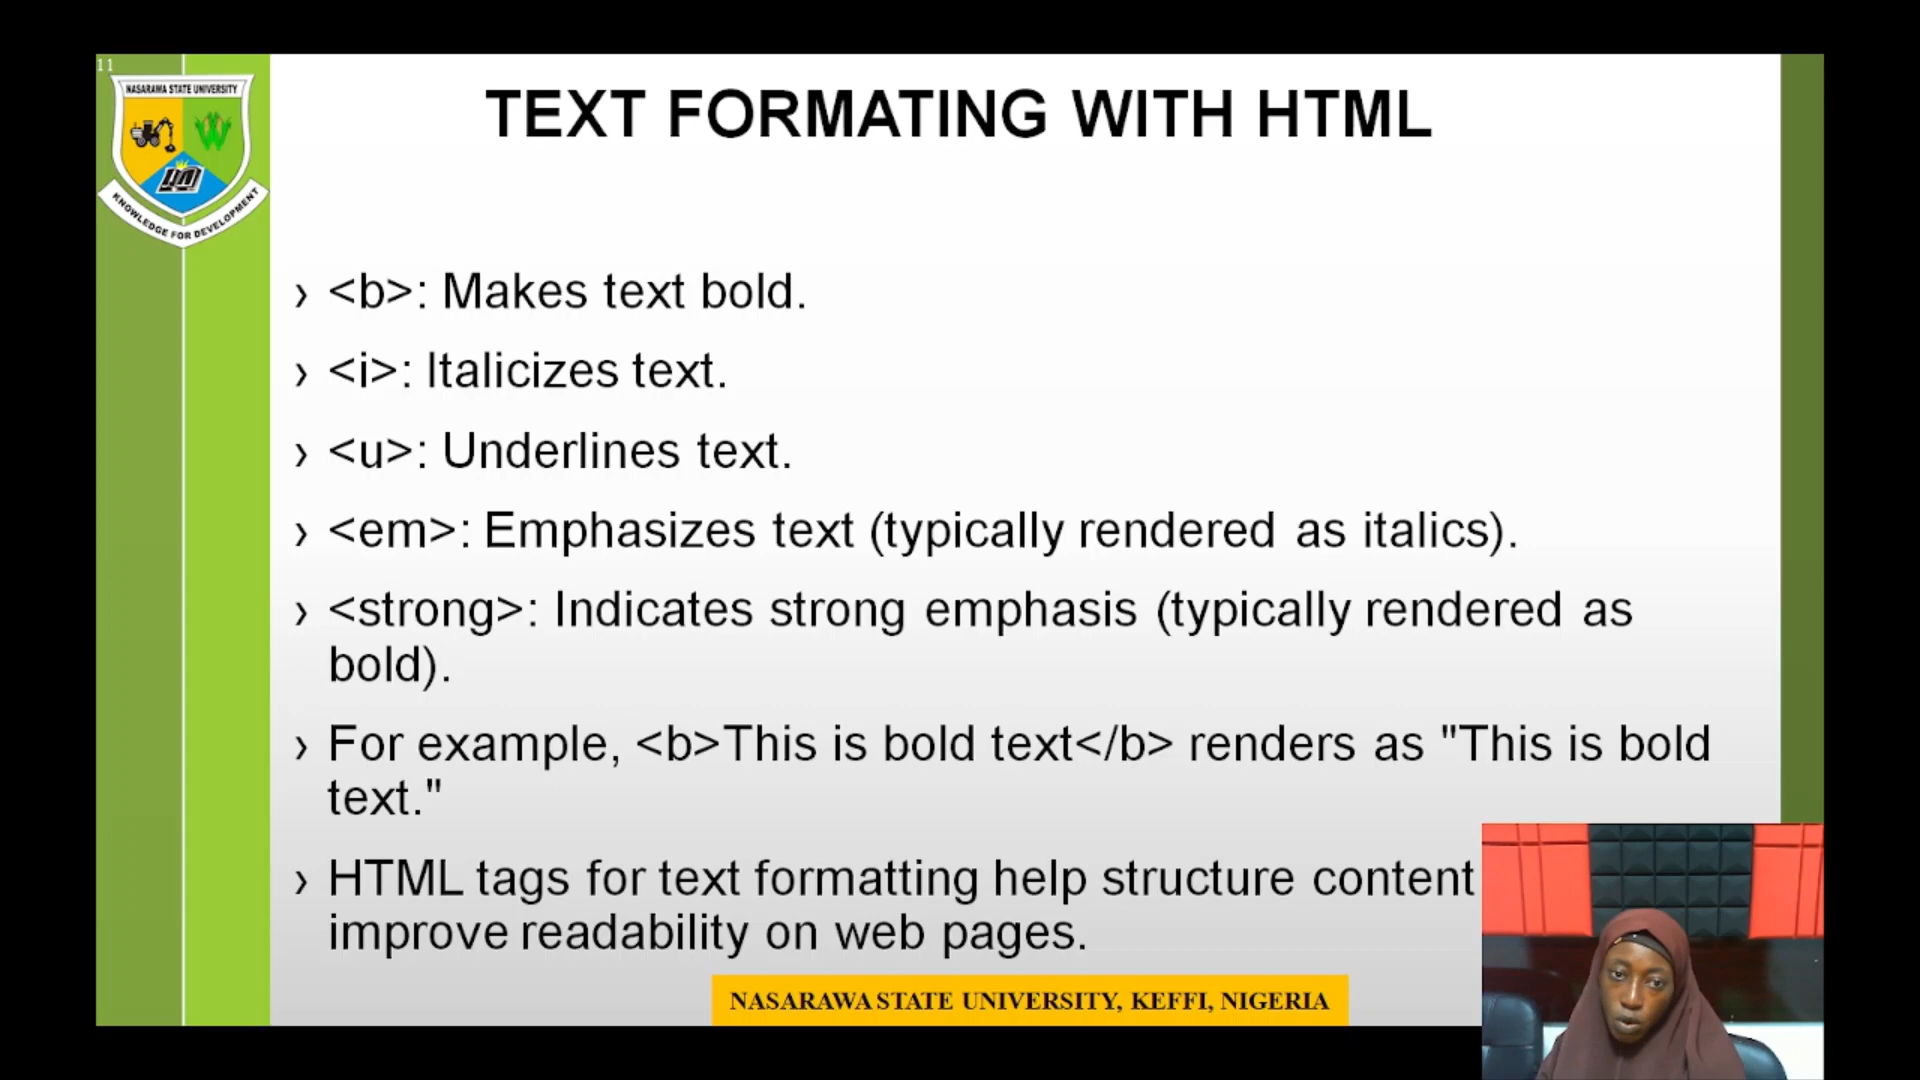 11
NASARAWA STATE UNIVERSITY
KNOWLEDGE FOR DEVELOPMENT
TEXT FORMATING WITH HTML
› <b>: Makes text bold.
› <i>: Italicizes text.
› <u>: Underlines text.
› <em>: Emphasizes text (typically rendered as italics).
› <strong>: Indicates strong emphasis (typically rendered as
bold).
› For example, <b>This is bold text</b> renders as "This is bold
text."
› HTML tags for text formatting help structure content
improve readability on web pages.
NASARAWA STATE UNIVERSITY, KEFFI, NIGERIA